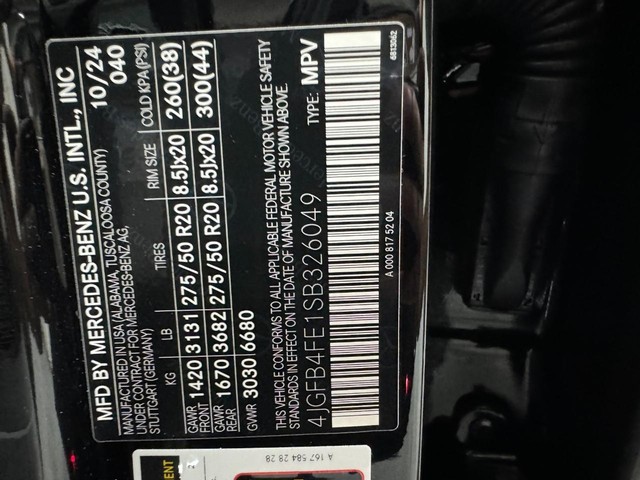 MFD BY MERCEDES-BENZ U.S. INTL., INC
10/24
MANUFACTURED IN USA (ALABAMA, TUSCALOOSA COUNTY)
UNDER CONTRACT FOR MERCEDES-BENZ AG,
STUTTGART (GERMANY)
040
KG LB TIRES RIM SIZE COLD KPA(PSI)
GAWR FRONT 1420 3131 275/50 R20 8.5Jx20 260(38)
GAWR REAR 1670 3682 275/50 R20 8.5Jx20 300(44)
GVWR 3030 6680
THIS VEHICLE CONFORMS TO ALL APPLICABLE FEDERAL MOTOR VEHICLE SAFETY
STANDARDS IN EFFECT ON THE DATE OF MANUFACTURE SHOWN ABOVE.
4JGFB4FE1SB326049 TYPE: MPV
A 000 817 52 04
6813062
A 167 584 28 28